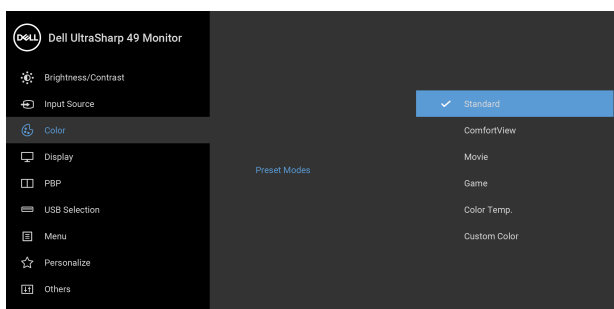 DELL
Dell UltraSharp 49 Monitor
Brightness/Contrast
Input Source
Color
Display
PBP
USB Selection
Menu
Personalize
Others
Preset Modes
Standard
ComfortView
Movie
Game
Color Temp.
Custom Color